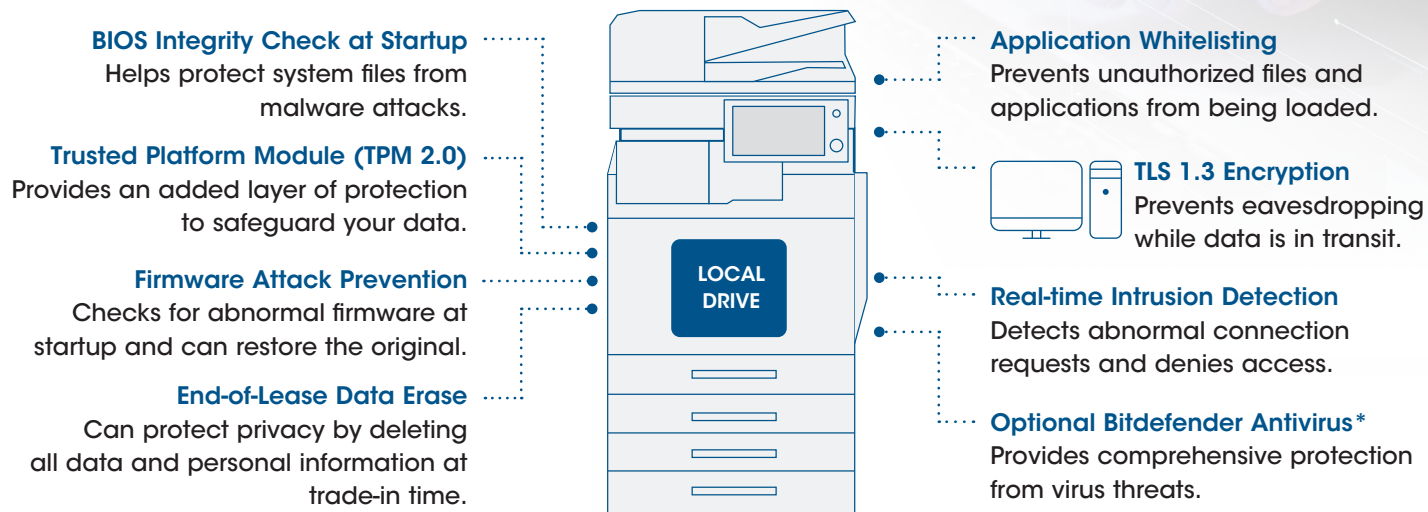 BIOS Integrity Check at Startup
Helps protect system files from
malware attacks.
Trusted Platform Module (TPM 2.0)
Provides an added layer of protection
to safeguard your data.
Firmware Attack Prevention
Checks for abnormal firmware at
startup and can restore the original.
End-of-Lease Data Erase
Can protect privacy by deleting
all data and personal information at
trade-in time.
LOCAL
DRIVE
Application Whitelisting
Prevents unauthorized files and
applications from being loaded.
TLS 1.3 Encryption
Prevents eavesdropping
while data is in transit.
Real-time Intrusion Detection
Detects abnormal connection
requests and denies access.
Optional Bitdefender Antivirus*
Provides comprehensive protection
from virus threats.